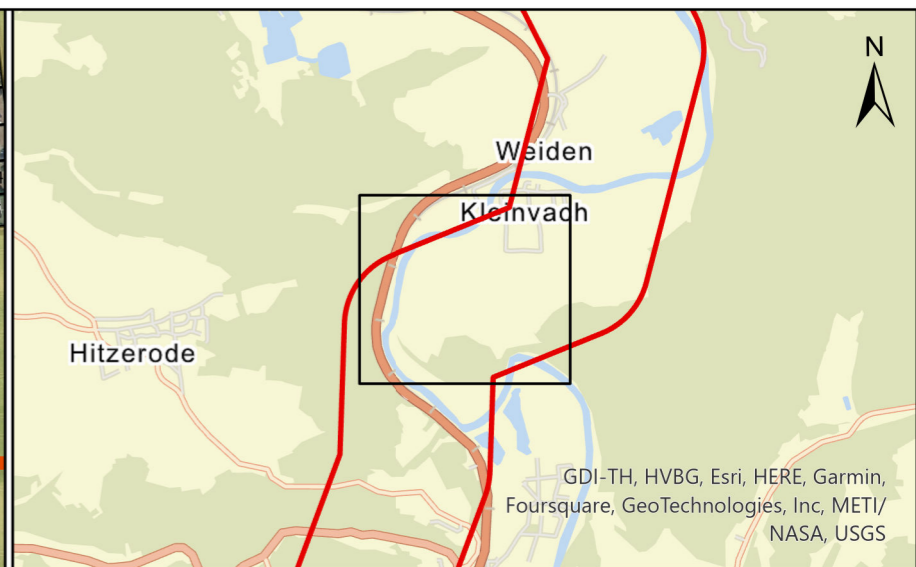 N
Weiden
Kleinvach
Hitzerode
GDI-TH, HVBG, Esri, HERE, Garmin,
Foursquare, GeoTechnologies, Inc, METI/
NASA, USGS